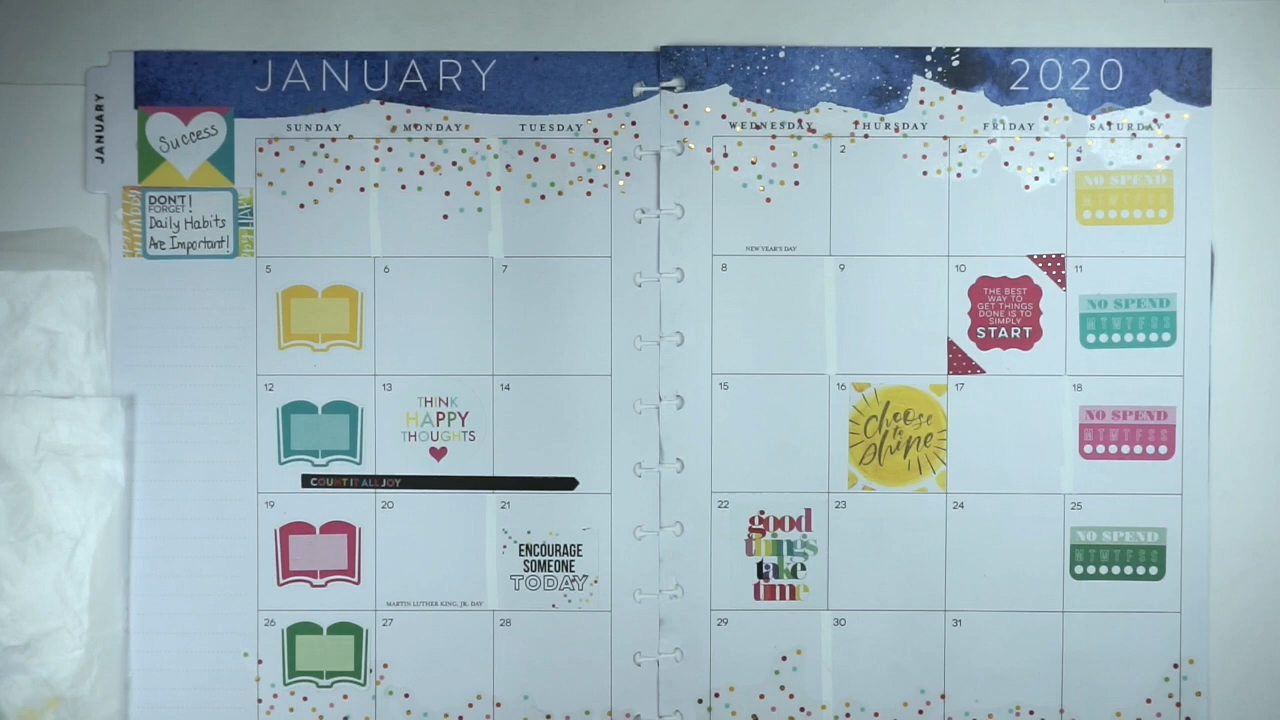 JANUARY
2020
JANUARY
SUNDAY
MONDAY
TUESDAY
WEDNESDAY
THURSDAY
FRIDAY
SATURDAY
Success
DON'T!
FORGET
Daily Habits
Are Important!
1
NEW YEAR'S DAY
2
3
4
NO SPEND
M T W T F S S
5
6
7
8
9
10
THE BEST
WAY TO
GET THINGS
DONE IS TO
SIMPLY
START
11
NO SPEND
M T W T F S S
12
13
THINK
HAPPY
THOUGHTS
14
COUNT IT ALL JOY
15
16
choose
to
shine
17
18
NO SPEND
M T W T F S S
19
20
MARTIN LUTHER KING, JR. DAY
21
ENCOURAGE
SOMEONE
TODAY
22
good
things
take
time
23
24
25
NO SPEND
M T W T F S S
26
27
28
29
30
31